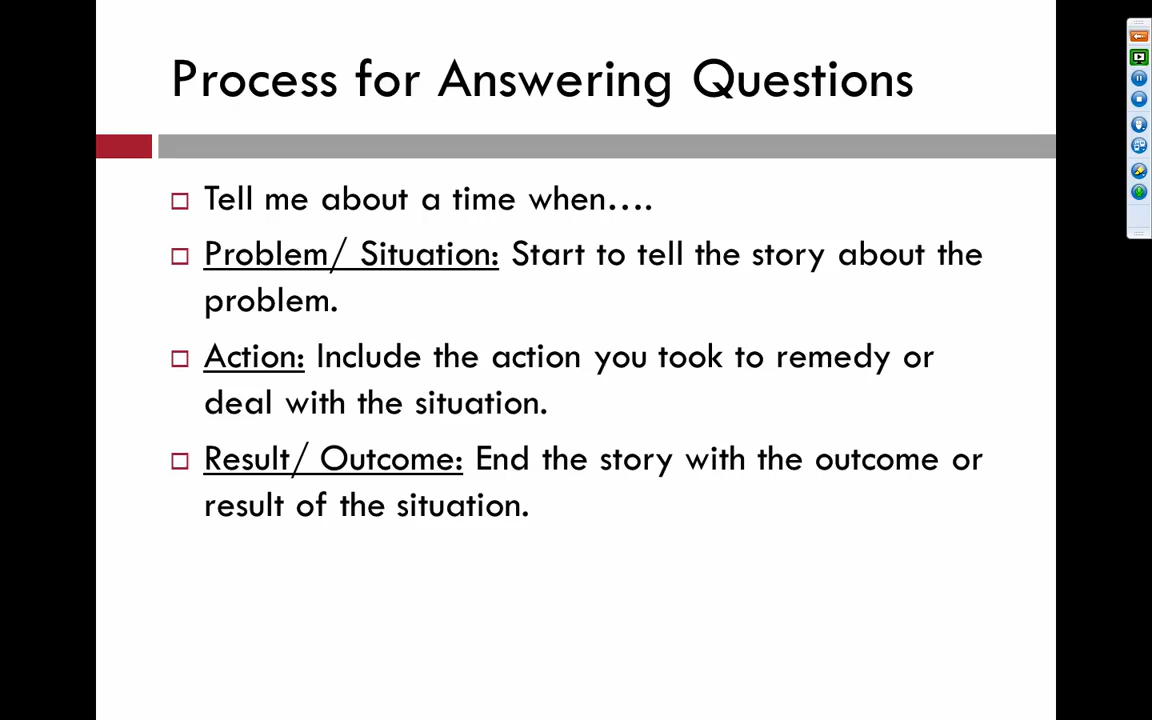 Process for Answering Questions
Tell me about a time when....
Problem/ Situation: Start to tell the story about the
problem.
Action: Include the action you took to remedy or
deal with the situation.
Result/ Outcome: End the story with the outcome or
result of the situation.